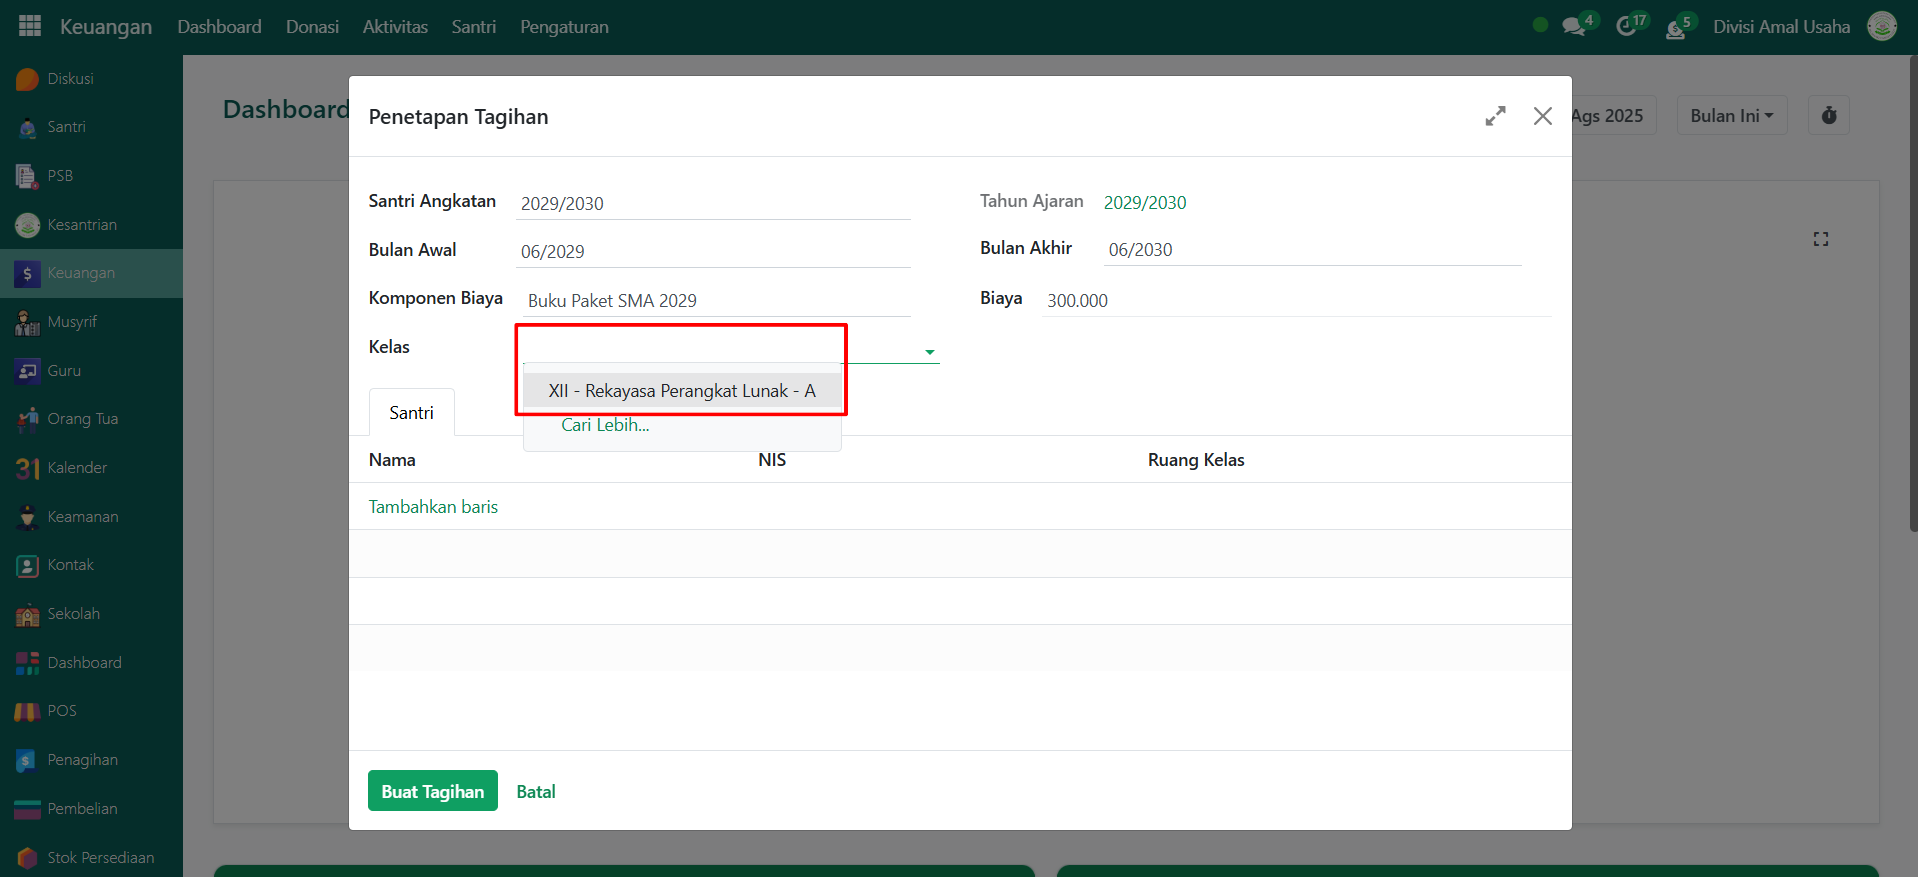 Keuangan Dashboard Donasi Aktivitas Santri Pengaturan 4 17 5 Divisi Amal Usaha
Diskusi
Santri
PSB
Kesantrian
Keuangan
Musyrif
Guru
Orang Tua
31 Kalender
Keamanan
Kontak
Sekolah
Dashboard
POS
Penagihan
Pembelian
Stok Persediaan
Dashboard
Ags 2025
Bulan Ini
Penetapan Tagihan
Santri Angkatan 2029/2030
Tahun Ajaran 2029/2030
Bulan Awal 06/2029
Bulan Akhir 06/2030
Komponen Biaya Buku Paket SMA 2029
Biaya 300.000
Kelas
XII - Rekayasa Perangkat Lunak - A
Cari Lebih...
Santri
Nama NIS Ruang Kelas
Tambahkan baris
Buat Tagihan Batal